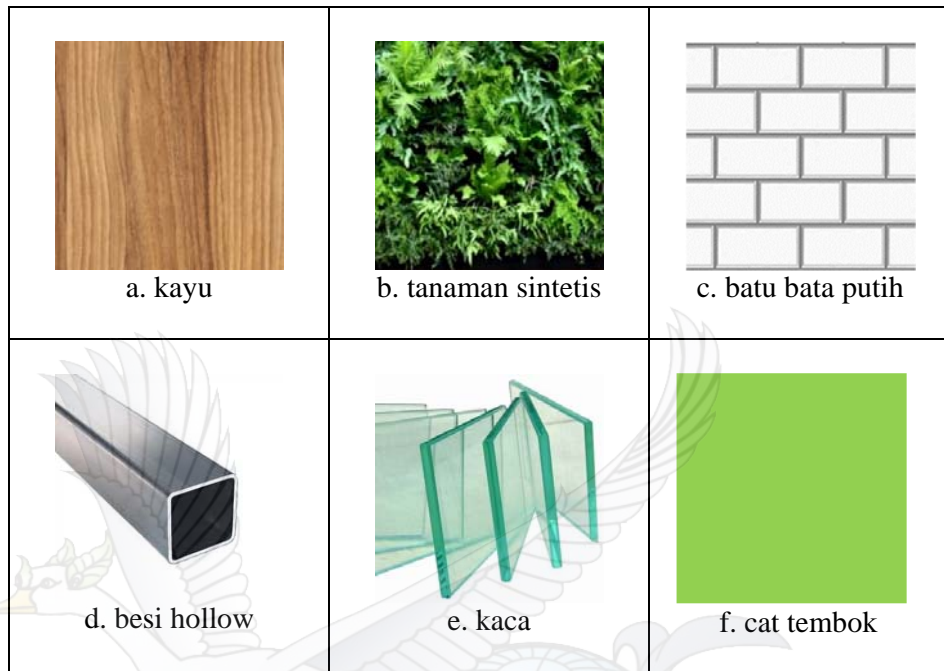 a. kayu
b. tanaman sintetis
c. batu bata putih
d. besi hollow
e. kaca
f. cat tembok